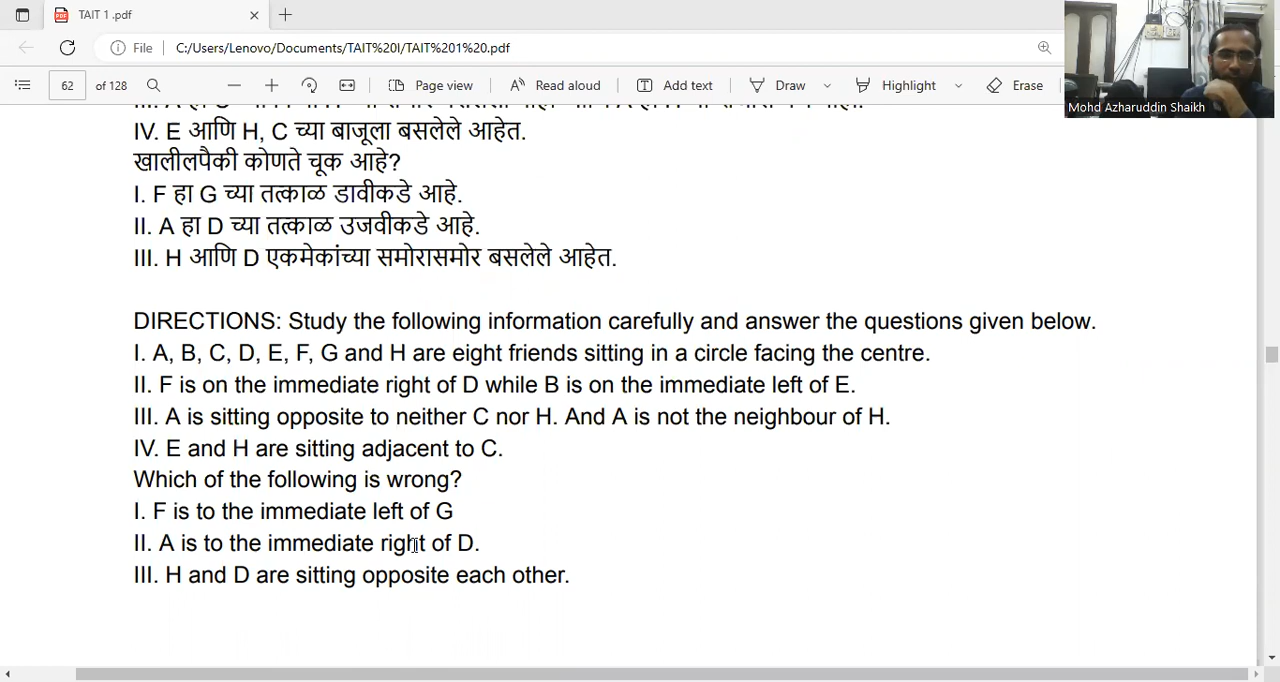 TAIT 1 .pdf
File
C:/Users/Lenovo/Documents/TAIT%20I/TAIT%201%20.pdf
62 of 128
Page view
Read aloud
Add text
Draw
Highlight
Erase
Mohd Azharuddin Shaikh
IV. E आणि H, C च्या बाजूला बसलेले आहेत.
खालीलपैकी कोणते चूक आहे?
I. F हा G च्या तत्काळ डावीकडे आहे.
II. A हा D च्या तत्काळ उजवीकडे आहे.
III. H आणि D एकमेकांच्या समोरासमोर बसलेले आहेत.
DIRECTIONS: Study the following information carefully and answer the questions given below.
I. A, B, C, D, E, F, G and H are eight friends sitting in a circle facing the centre.
II. F is on the immediate right of D while B is on the immediate left of E.
III. A is sitting opposite to neither C nor H. And A is not the neighbour of H.
IV. E and H are sitting adjacent to C.
Which of the following is wrong?
I. F is to the immediate left of G
II. A is to the immediate right of D.
III. H and D are sitting opposite each other.